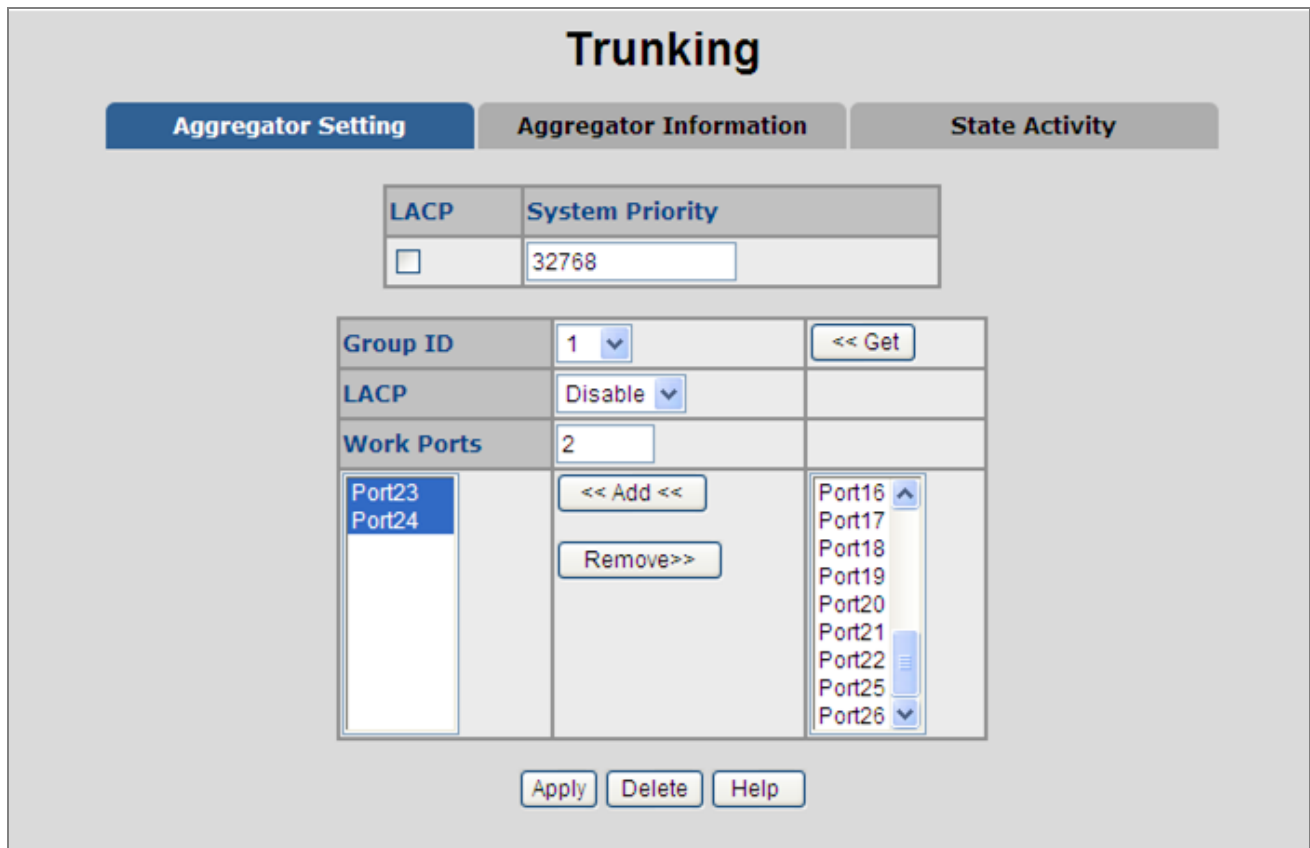 Trunking
Aggregator Setting
Aggregator Information
State Activity
LACP
System Priority
32768
Group ID
1
<< Get
LACP
Disable
Work Ports
2
Port23
Port24
<< Add <<
Remove>>
Port16
Port17
Port18
Port19
Port20
Port21
Port22
Port25
Port26
Apply
Delete
Help